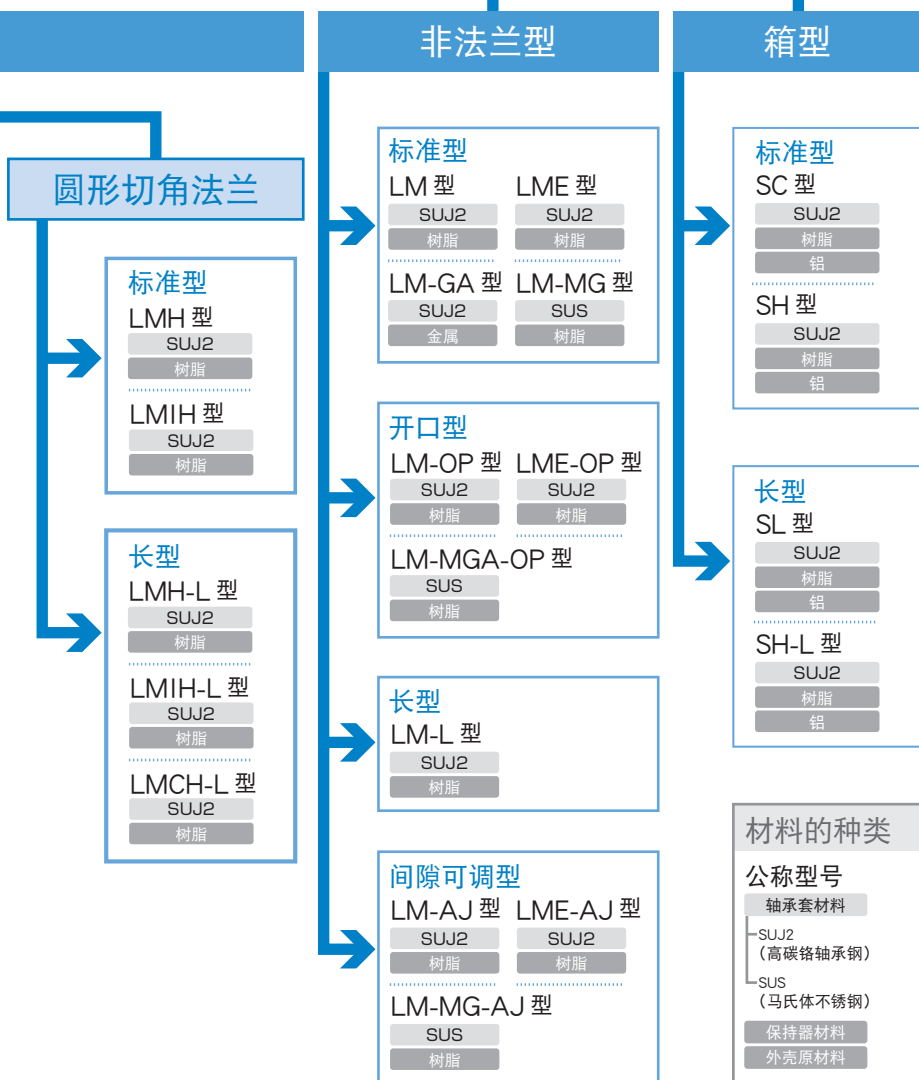 非法兰型
箱型
圆形切角法兰
标准型
LMH 型
SUJ2
树脂
LMIH 型
SUJ2
树脂
长型
LMH-L 型
SUJ2
树脂
LMIH-L 型
SUJ2
树脂
LMCH-L 型
SUJ2
树脂
标准型
LM 型 LME 型
SUJ2 SUJ2
树脂 树脂
LM-GA 型 LM-MG 型
SUJ2 SUS
金属 树脂
开口型
LM-OP 型 LME-OP 型
SUJ2 SUJ2
树脂 树脂
LM-MGA-OP 型
SUS
树脂
长型
LM-L 型
SUJ2
树脂
间隙可调型
LM-AJ 型 LME-AJ 型
SUJ2 SUJ2
树脂 树脂
LM-MG-AJ 型
SUS
树脂
标准型
SC 型
SUJ2
树脂
铝
SH 型
SUJ2
树脂
铝
长型
SL 型
SUJ2
树脂
铝
SH-L 型
SUJ2
树脂
铝
材料的种类
公称型号
轴承套材料
SUJ2
（高碳铬轴承钢）
SUS
（马氏体不锈钢）
保持器材料
外壳原材料